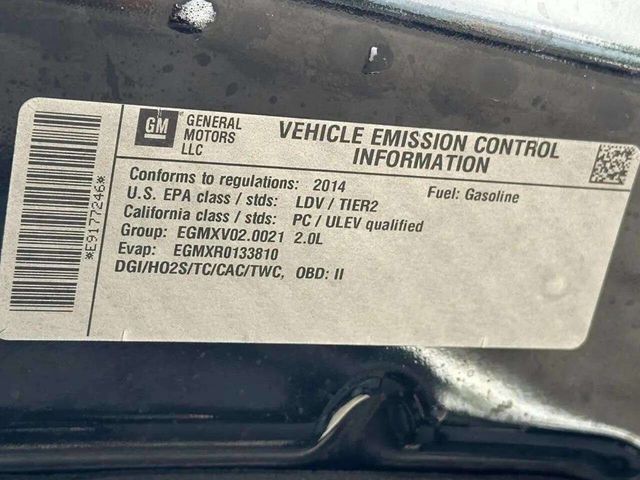 GM
GENERAL
MOTORS
LLC
VEHICLE EMISSION CONTROL
INFORMATION
Conforms to regulations: 2014
Fuel: Gasoline
U.S. EPA class / stds: LDV / TIER2
California class / stds: PC / ULEV qualified
Group: EGMXV02.0021 2.0L
Evap: EGMXR0133810
DGI/HO2S/TC/CAC/TWC, OBD: II
*E9177246*